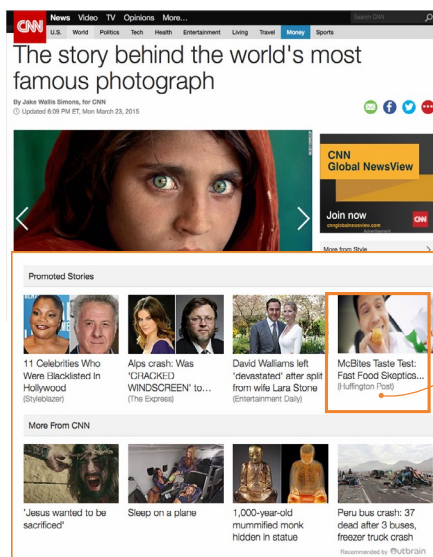 CNN News Video TV Opinions More... Search CNN
U.S. World Politics Tech Health Entertainment Living Travel Money Sports
The story behind the world's most
famous photograph
By Jake Wallis Simons, for CNN
Updated 6:09 PM ET, Mon March 23, 2015
CNN
Global NewsView
Join now
cnnglobalnewsview.com
CNN
Advertisement
More from Style
Promoted Stories
11 Celebrities Who
Were Blacklisted In
Hollywood
(Styleblazer)
Alps crash: Was
'CRACKED
WINDSCREEN' to...
(The Express)
David Walliams left
'devastated' after split
from wife Lara Stone
(Entertainment Daily)
McBites Taste Test:
Fast Food Skeptics...
(Huffington Post)
More From CNN
'Jesus wanted to be
sacrificed'
Sleep on a plane
1,000-year-old
mummified monk
hidden in statue
Peru bus crash: 37
dead after 3 buses,
freezer truck crash
Recommended by Outbrain